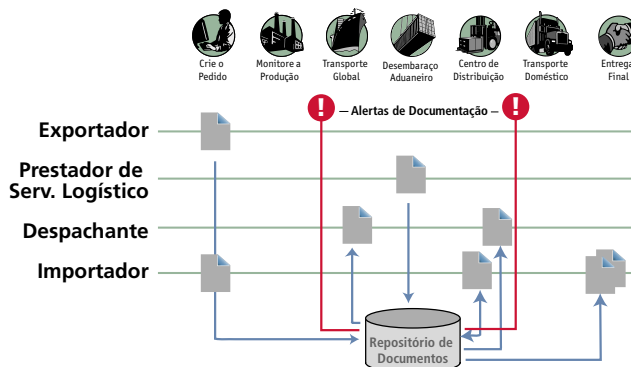 Crie o
Pedido
Monitore a
Produção
Transporte
Global
Desembaraço
Aduaneiro
Centro de
Distribuição
Transporte
Doméstico
Entrega
Final
! — Alertas de Documentação — !
Exportador
Prestador de
Serv. Logístico
Despachante
Importador
Repositório de
Documentos